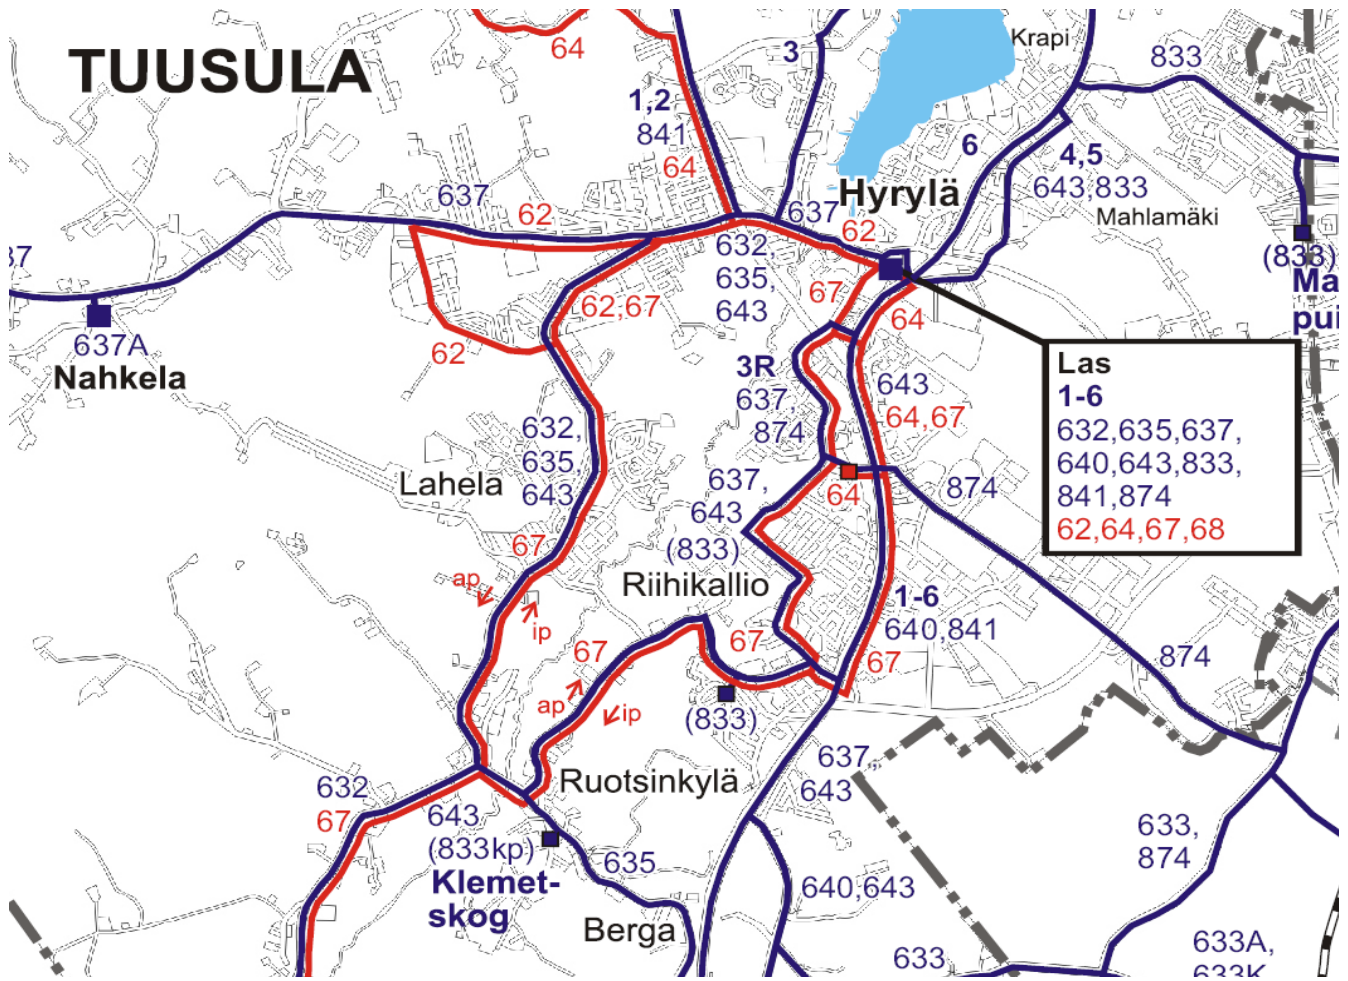 TUUSULA
64
3
Krapi
833
1,2
841
64
6
4,5
643,833
Mahlamäki
Hyrylä
637
62
637
62
632,
635,
643
(833)
Ma
pui
37
637A
Nahkela
62,67
62
67
64
3R
637,
874
643
64,67
Las
1-6
632,635,637,
640,643,833,
841,874
62,64,67,68
632,
635,
643
Lahela
637,
643
(833)
64
874
67
ap
ip
Riihikallio
1-6
640,841
67
67
67
874
ap
ip
(833)
632
67
Ruotsinkylä
637,
643
643
(833kp)
Klemet-
skog
635
Berga
640,643
633,
874
633
633A,
633K